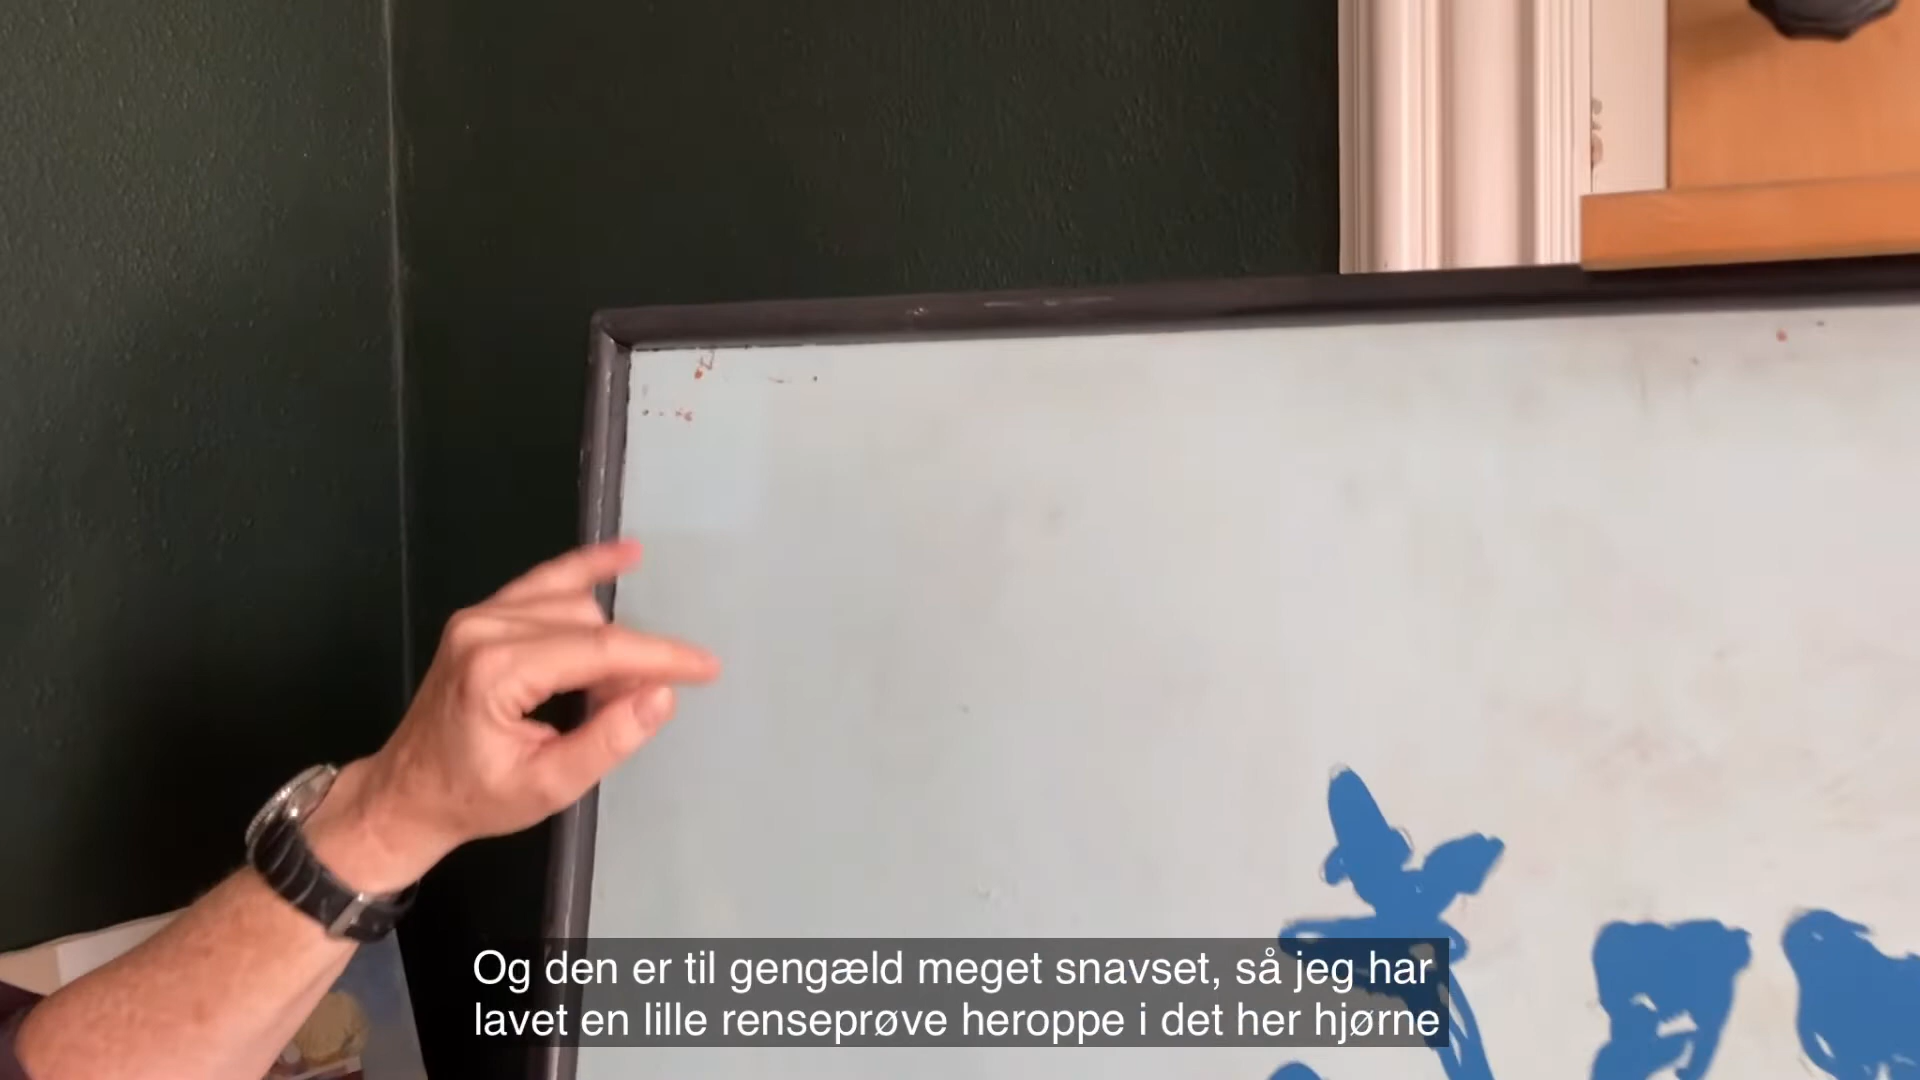 Og den er til gengæld meget snavset, så jeg har
lavet en lille renseprøve heroppe i det her hjørne